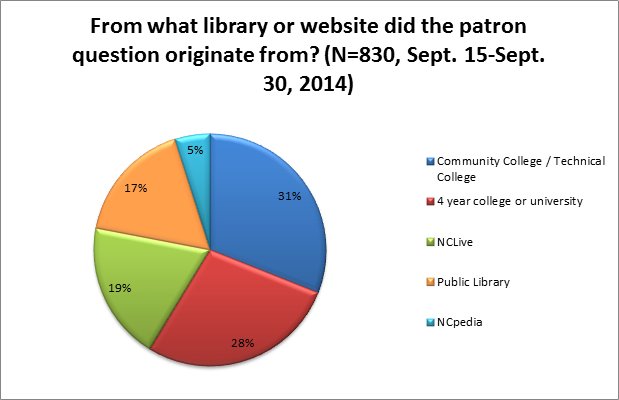 From what library or website did the patron
question originate from? (N=830, Sept. 15-Sept.
30, 2014)
5%
31%
17%
19%
28%
Community College / Technical
College
4 year college or university
NCLive
Public Library
NCpedia